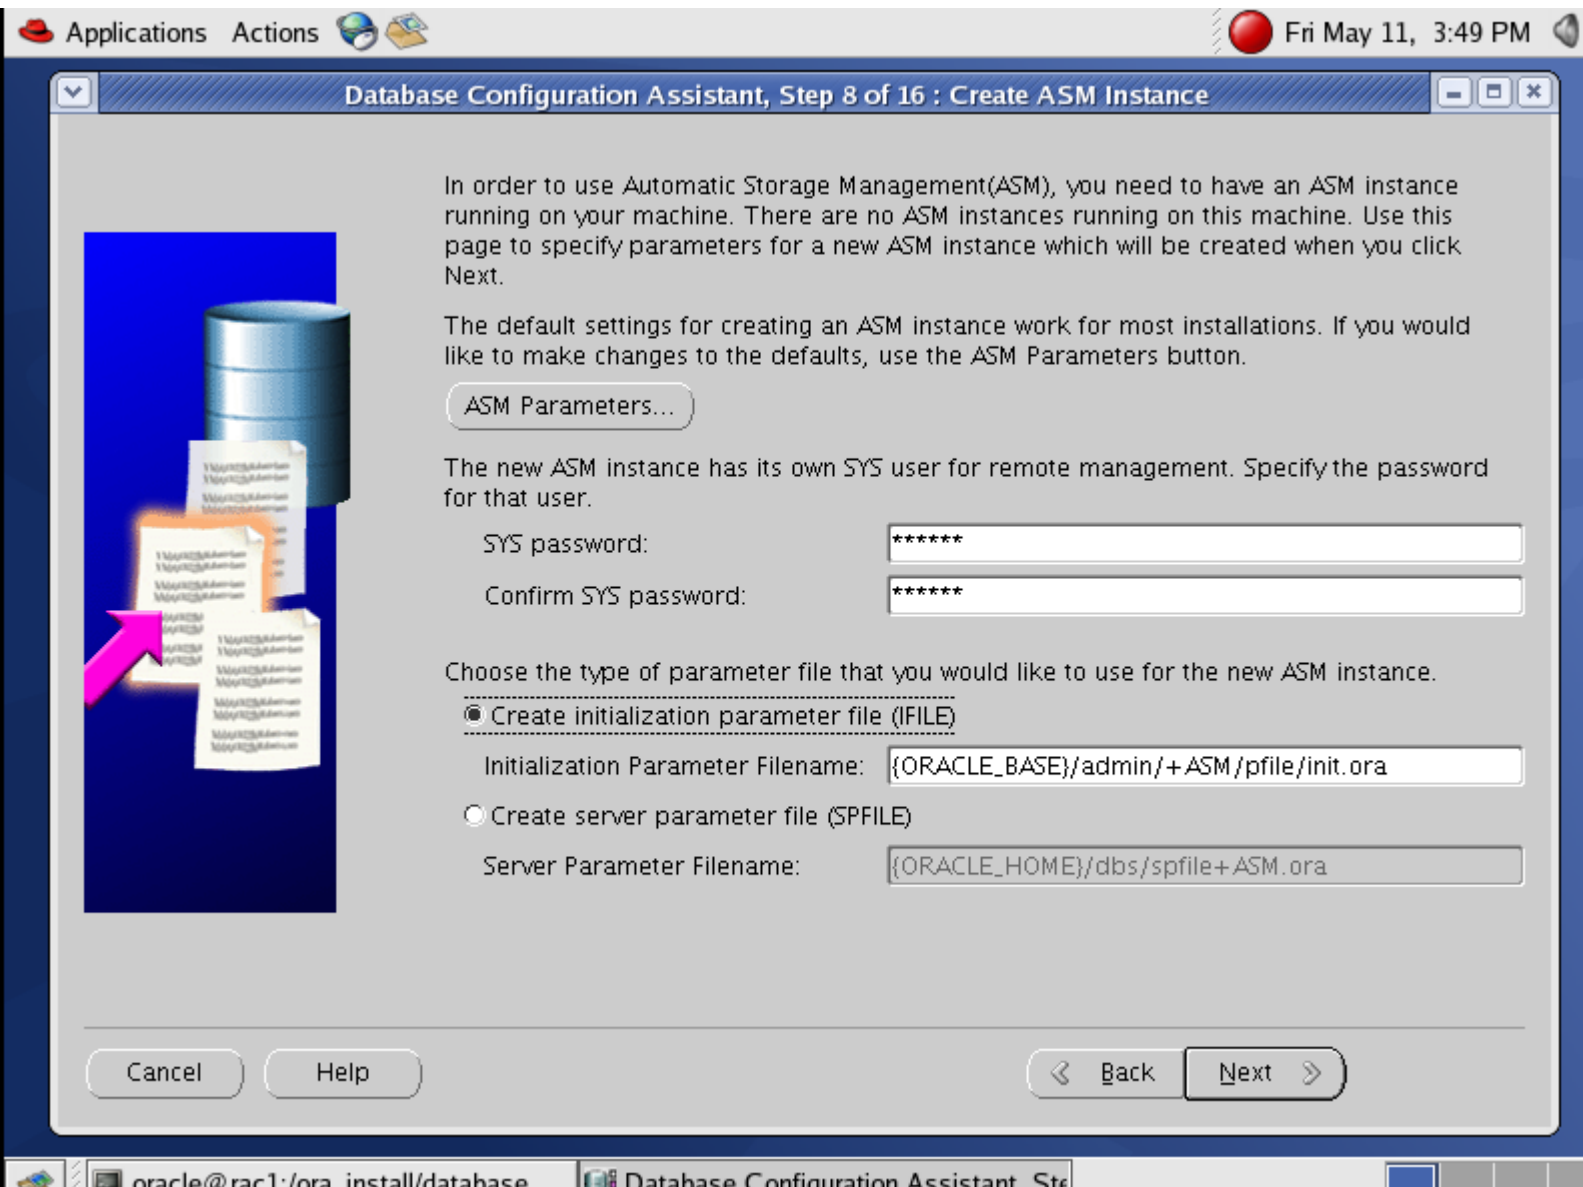 Applications Actions Fri May 11, 3:49 PM
Database Configuration Assistant, Step 8 of 16 : Create ASM Instance
In order to use Automatic Storage Management(ASM), you need to have an ASM instance
running on your machine. There are no ASM instances running on this machine. Use this
page to specify parameters for a new ASM instance which will be created when you click
Next.
The default settings for creating an ASM instance work for most installations. If you would
like to make changes to the defaults, use the ASM Parameters button.
ASM Parameters...
The new ASM instance has its own SYS user for remote management. Specify the password
for that user.
SYS password: ******
Confirm SYS password: ******
Choose the type of parameter file that you would like to use for the new ASM instance.
Create initialization parameter file (IFILE)
Initialization Parameter Filename: {ORACLE_BASE}/admin/+ASM/pfile/init.ora
Create server parameter file (SPFILE)
Server Parameter Filename: {ORACLE_HOME}/dbs/spfile+ASM.ora
Cancel Help Back Next
oracle@rac1:/ora_install/database Database Configuration Assistant, Ste